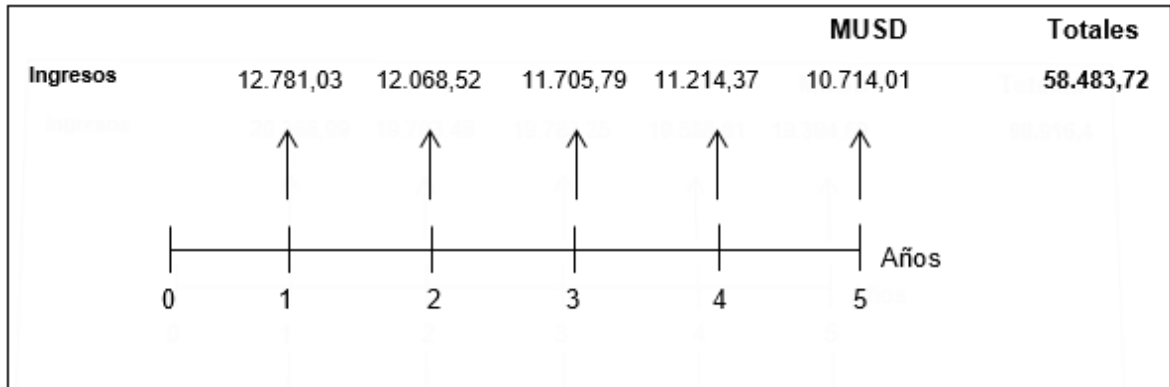 MUSD Totales
Ingresos 12.781,03 12.068,52 11.705,79 11.214,37 10.714,01 58.483,72
Años
0 1 2 3 4 5